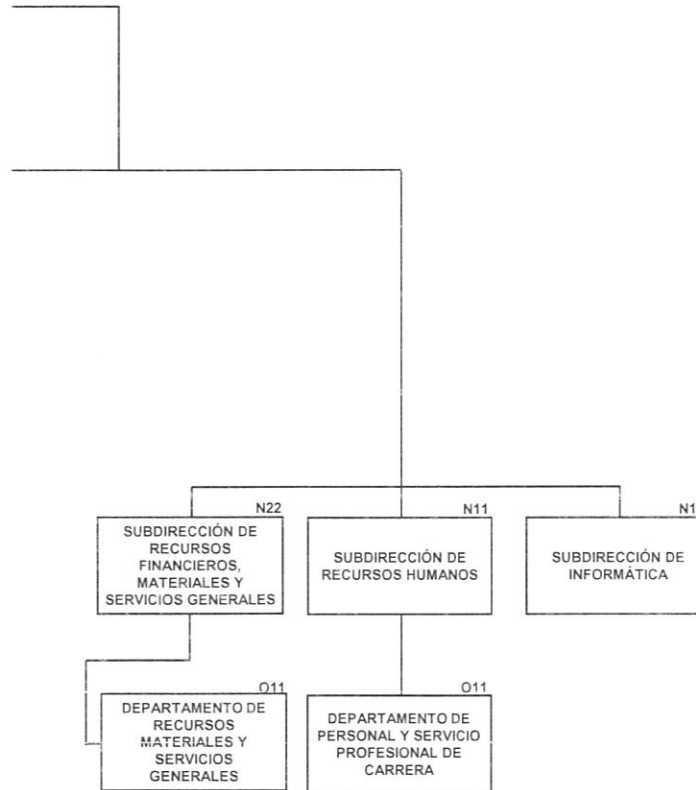 N22
SUBDIRECCIÓN DE
RECURSOS
FINANCIEROS,
MATERIALES Y
SERVICIOS GENERALES
N11
SUBDIRECCIÓN DE
RECURSOS HUMANOS
N1
SUBDIRECCIÓN DE
INFORMÁTICA
O11
DEPARTAMENTO DE
RECURSOS
MATERIALES Y
SERVICIOS
GENERALES
O11
DEPARTAMENTO DE
PERSONAL Y SERVICIO
PROFESIONAL DE
CARRERA